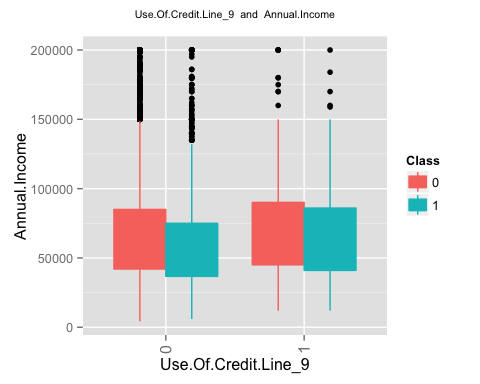 Use.Of.Credit.Line_9 and Annual.Income
200000
150000
100000
50000
0
Annual.Income
0
1
Use.Of.Credit.Line_9
Class
0
1